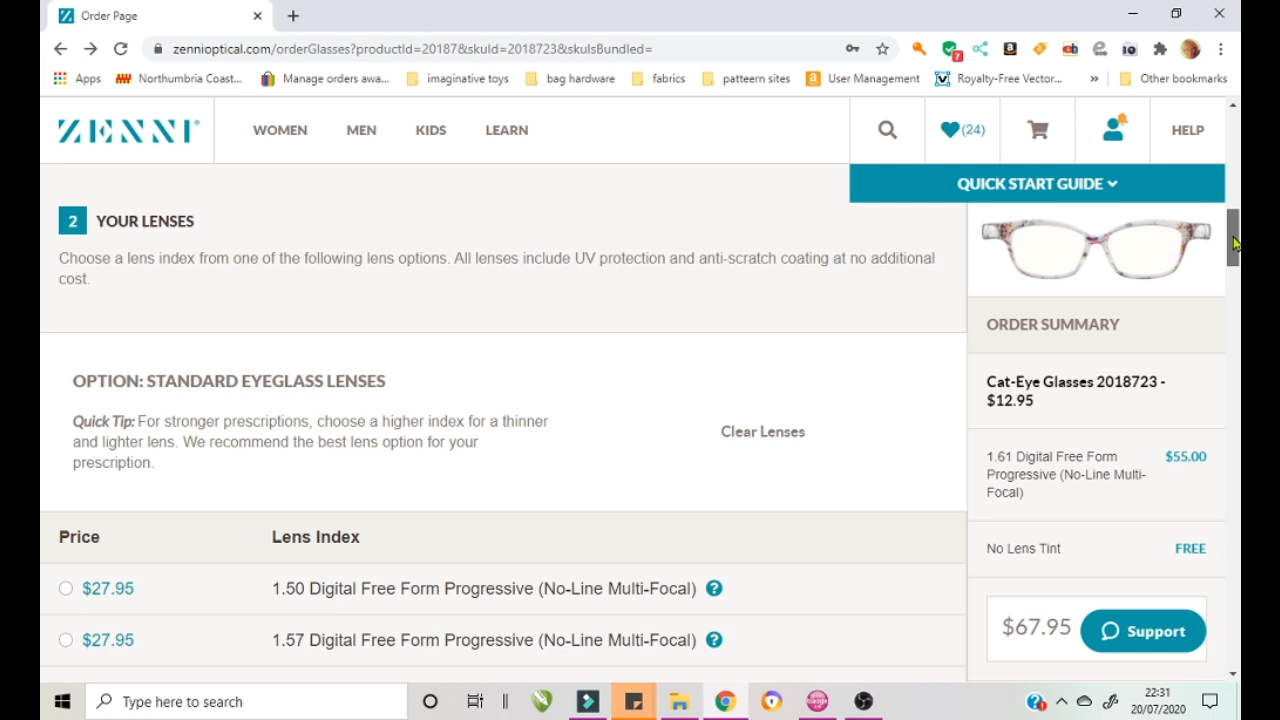 Order Page
zennioptical.com/orderGlasses?productId=20187&skuId=2018723&skuIsBundled=
7
Apps
Northumbria Coast...
Manage orders awa...
imaginative toys
bag hardware
fabrics
patteern sites
User Management
Royalty-Free Vector...
»
Other bookmarks
ZENNI®
WOMEN
MEN
KIDS
LEARN
(24)
HELP
QUICK START GUIDE
2 YOUR LENSES
Choose a lens index from one of the following lens options. All lenses include UV protection and anti-scratch coating at no additional
cost.
OPTION: STANDARD EYEGLASS LENSES
Quick Tip: For stronger prescriptions, choose a higher index for a thinner
and lighter lens. We recommend the best lens option for your
prescription.
Clear Lenses
Price Lens Index
$27.95 1.50 Digital Free Form Progressive (No-Line Multi-Focal) ?
$27.95 1.57 Digital Free Form Progressive (No-Line Multi-Focal) ?
ORDER SUMMARY
Cat-Eye Glasses 2018723 -
$12.95
1.61 Digital Free Form $55.00
Progressive (No-Line Multi-
Focal)
No Lens Tint FREE
$67.95
Support
Type here to search
22:31
20/07/2020